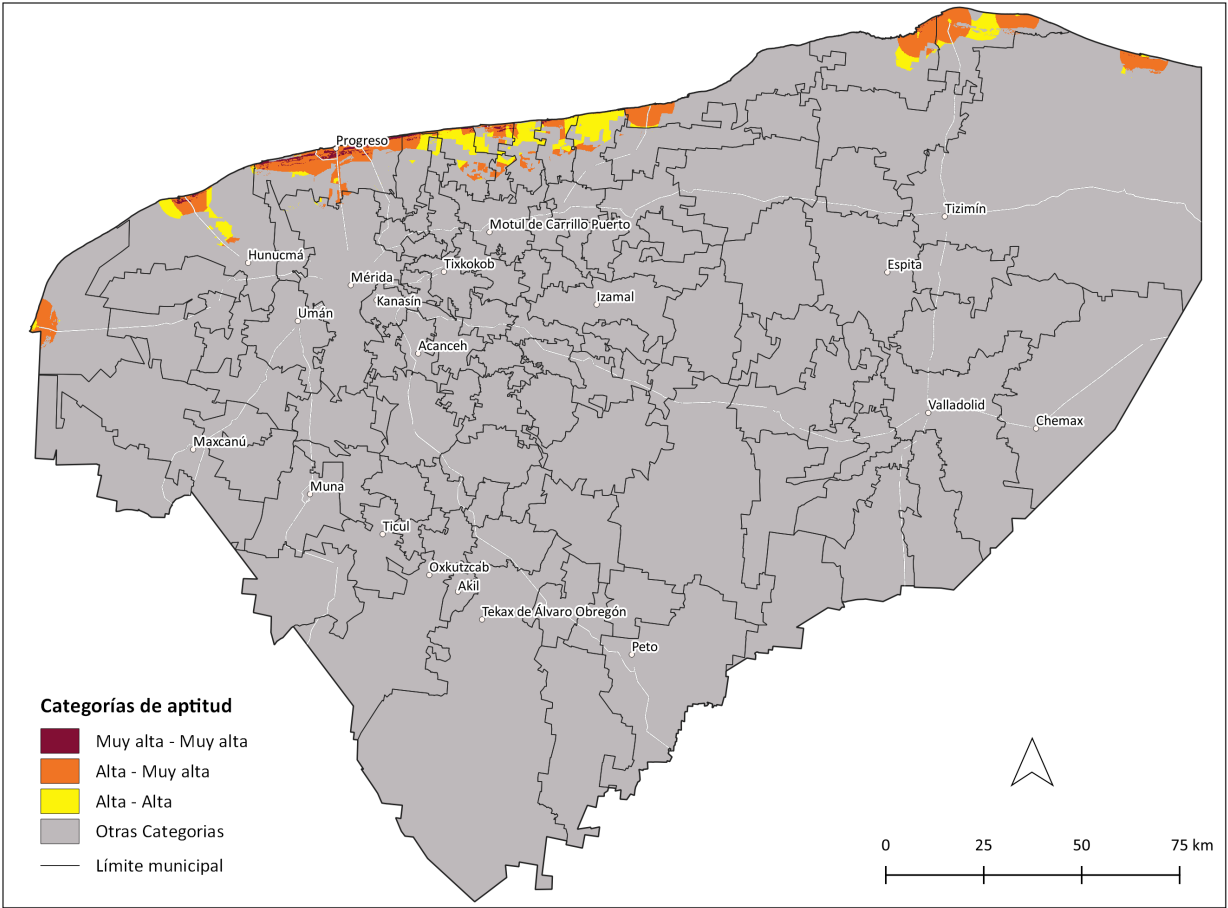 Progreso
Tizimín
Motul de Carrillo Puerto
Hunucmá
Tixkokob
Espita
Mérida
Kanasín
Izamal
Umán
Acanceh
Valladolid
Chemax
Maxcanú
Muna
Ticul
Oxkutzcab
Akil
Tekax de Álvaro Obregón
Peto
Categorías de aptitud
Muy alta - Muy alta
Alta - Muy alta
Alta - Alta
Otras Categorias
Límite municipal
0 25 50 75 km